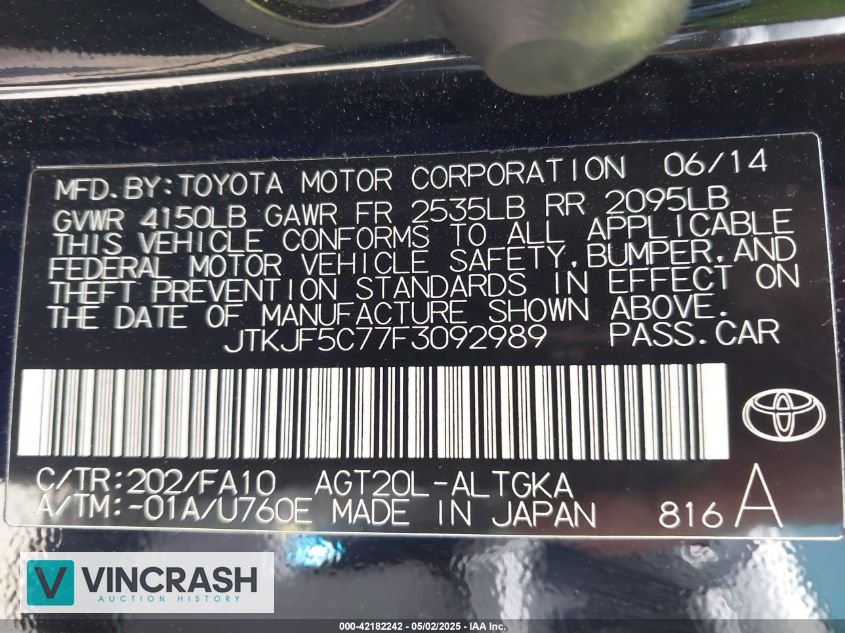 MFD.BY:TOYOTA MOTOR CORPORATION 06/14
GVWR 4150LB GAWR FR 2535LB RR 2095LB
THIS VEHICLE CONFORMS TO ALL APPLICABLE
FEDERAL MOTOR VEHICLE SAFETY,BUMPER,AND
THEFT PREVENTION STANDARDS IN EFFECT ON
THE DATE OF MANUFACTURE SHOWN ABOVE.
JTKJF5C77F3092989 PASS.CAR
C/TR:202/FA10 AGT20L-ALTGKA
A/TM:-01A/U760E MADE IN JAPAN 816 A
V VINCRASH
AUCTION HISTORY
000-42182242 - 05/02/2025 - IAA Inc.